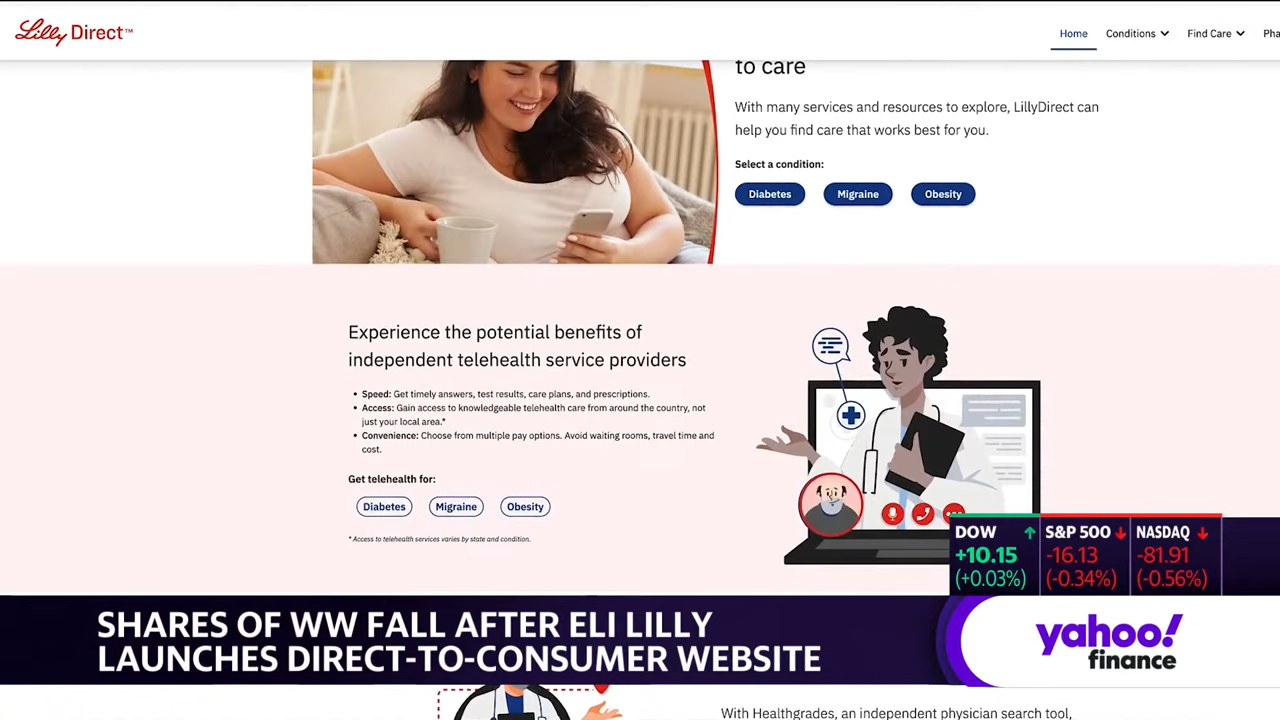 Lilly Direct™
Home
Conditions
Find Care
Pha
to care
With many services and resources to explore, LillyDirect can
help you find care that works best for you.
Select a condition:
Diabetes
Migraine
Obesity
Experience the potential benefits of
independent telehealth service providers
• Speed: Get timely answers, test results, care plans, and prescriptions.
• Access: Gain access to knowledgeable telehealth care from around the country, not
just your local area.*
• Convenience: Choose from multiple pay options. Avoid waiting rooms, travel time and
cost.
Get telehealth for:
Diabetes
Migraine
Obesity
* Access to telehealth services varies by state and condition.
DOW
+10.15
(+0.03%)
S&P 500
-16.13
(-0.34%)
NASDAQ
-81.91
(-0.56%)
SHARES OF WW FALL AFTER ELI LILLY
LAUNCHES DIRECT-TO-CONSUMER WEBSITE
yahoo!
finance
With Healthgrades, an independent physician search tool,